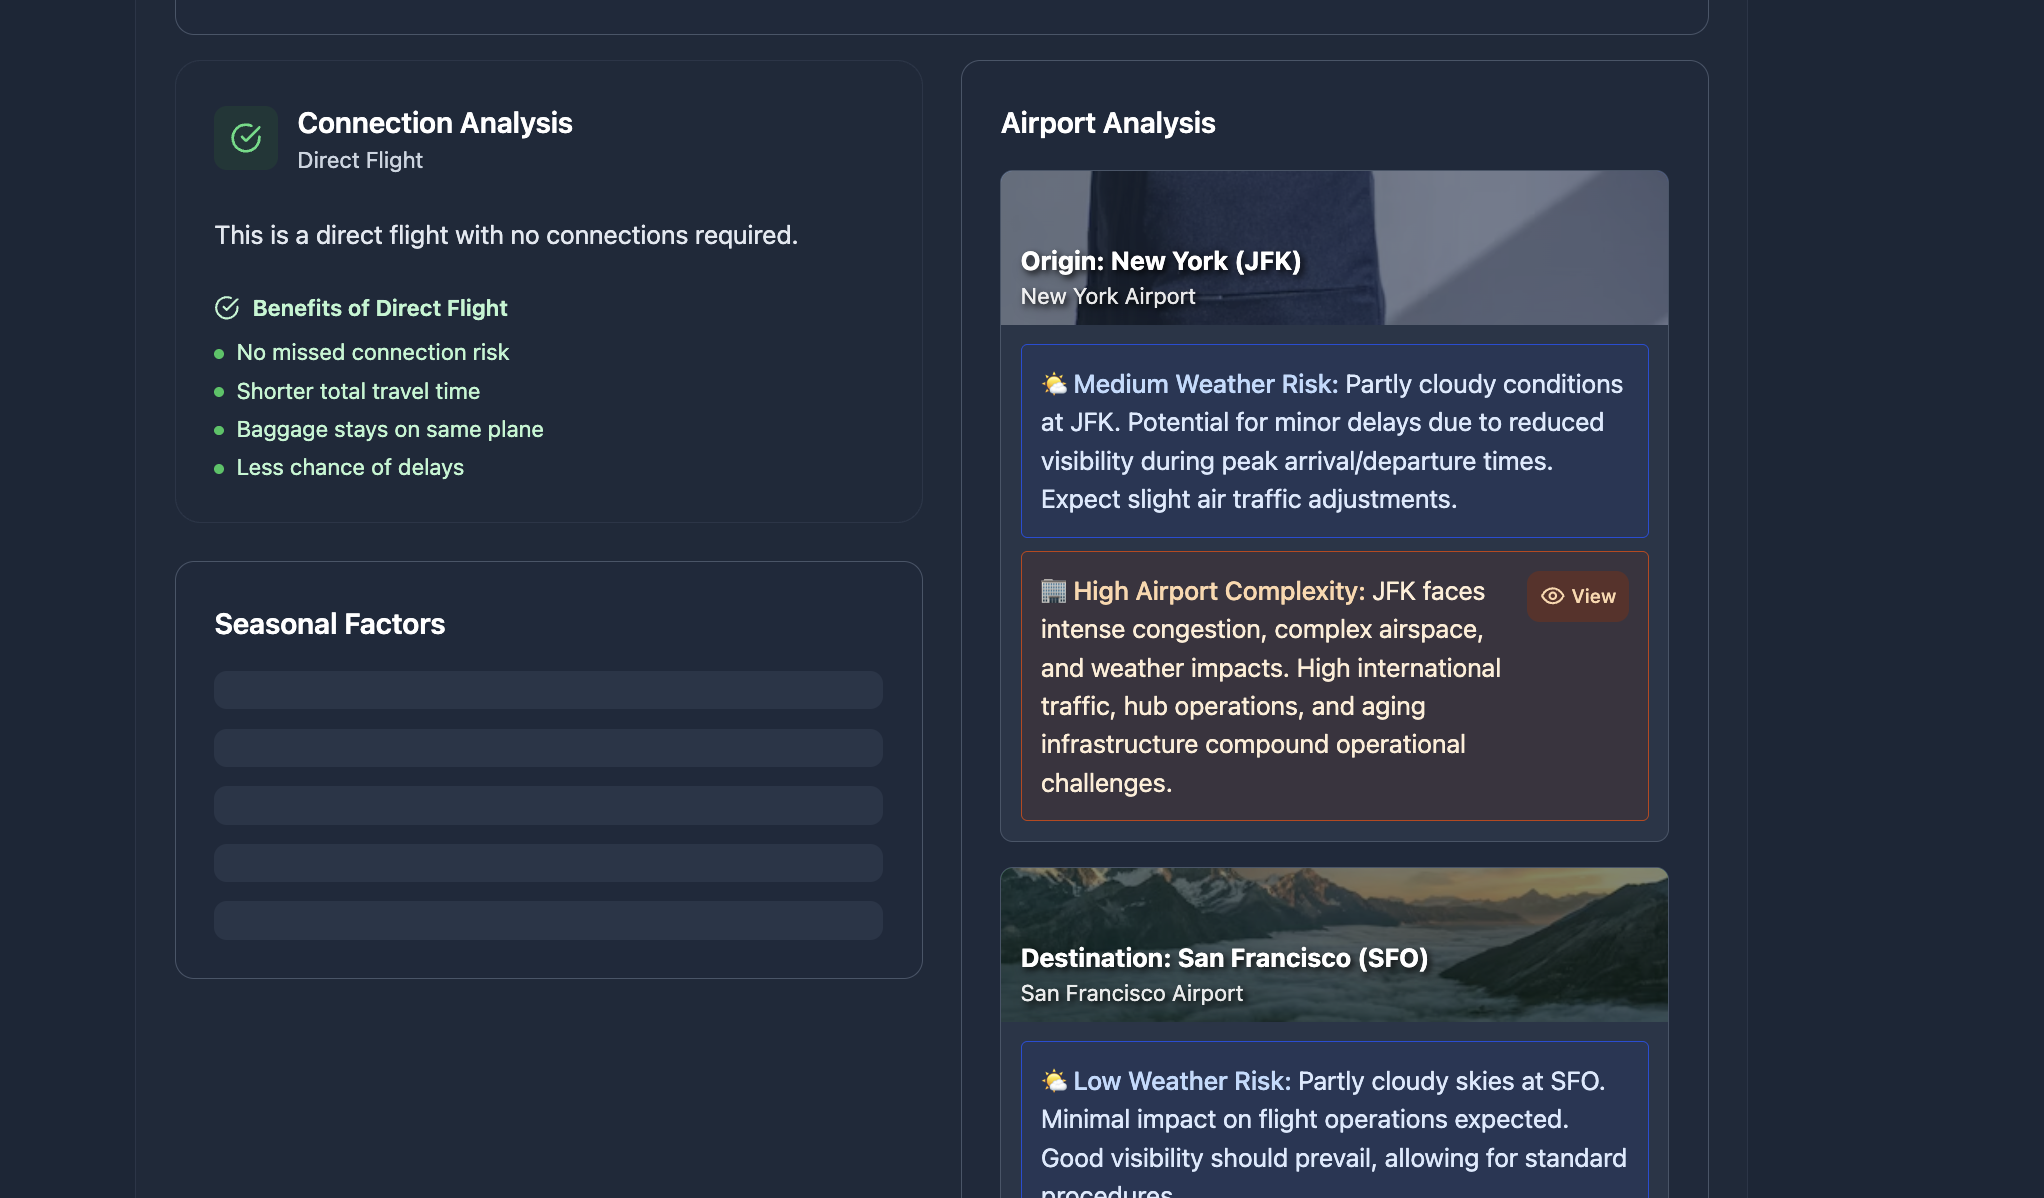 Connection Analysis
Direct Flight
This is a direct flight with no connections required.
Benefits of Direct Flight
No missed connection risk
Shorter total travel time
Baggage stays on same plane
Less chance of delays
Seasonal Factors
Airport Analysis
Origin: New York (JFK)
New York Airport
Medium Weather Risk: Partly cloudy conditions
at JFK. Potential for minor delays due to reduced
visibility during peak arrival/departure times.
Expect slight air traffic adjustments.
High Airport Complexity: JFK faces
intense congestion, complex airspace,
and weather impacts. High international
traffic, hub operations, and aging
infrastructure compound operational
challenges.
View
Destination: San Francisco (SFO)
San Francisco Airport
Low Weather Risk: Partly cloudy skies at SFO.
Minimal impact on flight operations expected.
Good visibility should prevail, allowing for standard
procedures.